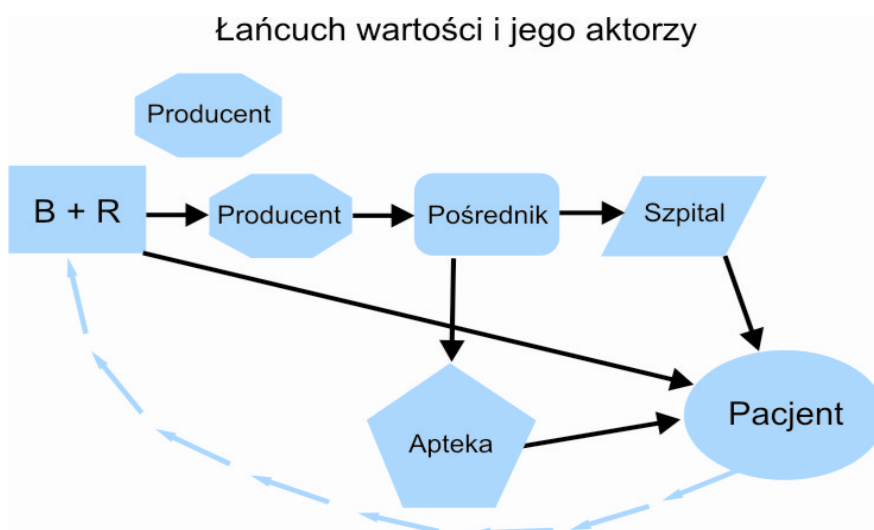 Łańcuch wartości i jego aktorzy
Producent
B + R
Producent
Pośrednik
Szpital
Apteka
Pacjent